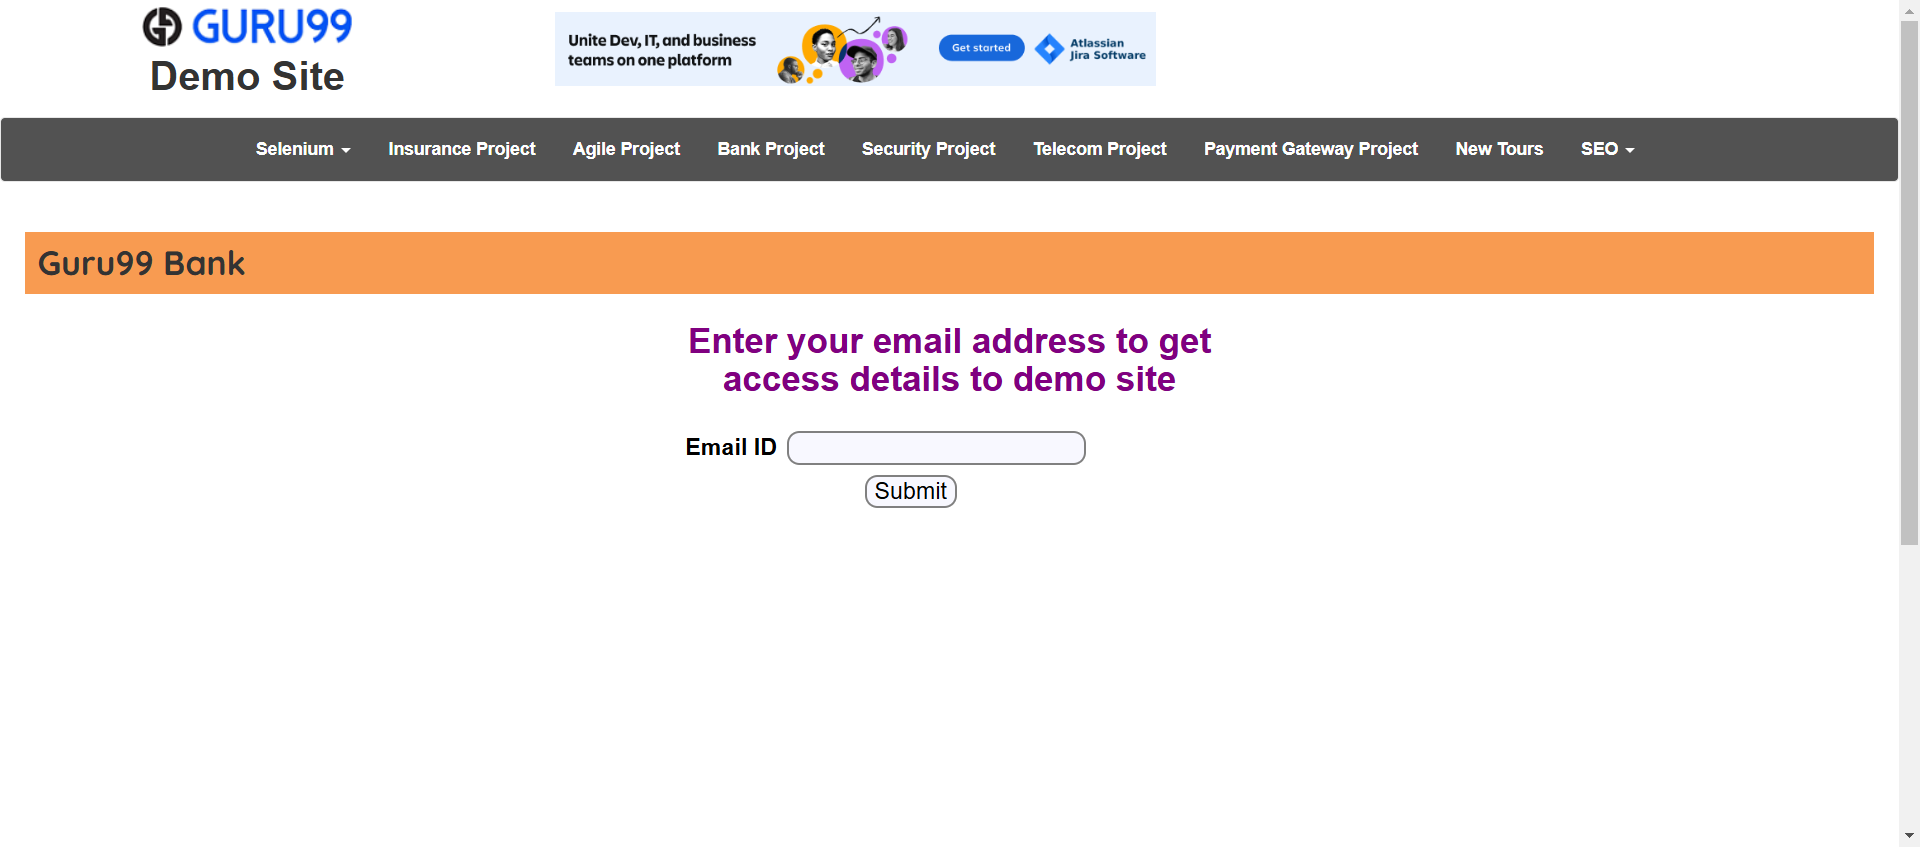 GURU99
Demo Site
Unite Dev, IT, and business
teams on one platform
Get started
Atlassian
Jira Software
Selenium
Insurance Project
Agile Project
Bank Project
Security Project
Telecom Project
Payment Gateway Project
New Tours
SEO
Guru99 Bank
Enter your email address to get
access details to demo site
Email ID
Submit